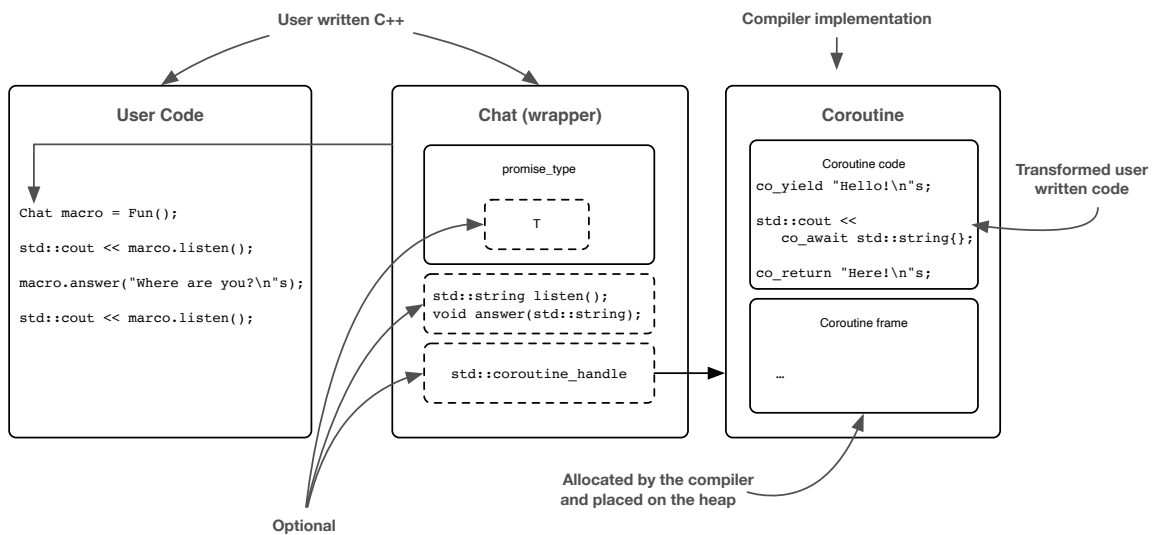 User written C++
Compiler implementation
User Code
Chat macro = Fun();
std::cout << marco.listen();
macro.answer("Where are you?\n"s);
std::cout << marco.listen();
Chat (wrapper)
promise_type
T
std::string listen();
void answer(std::string);
std::coroutine_handle
Coroutine
Coroutine code
co_yield "Hello!\n"s;
std::cout <<
co_await std::string{};
co_return "Here!\n"s;
Coroutine frame
…
Transformed user
written code
Allocated by the compiler
and placed on the heap
Optional